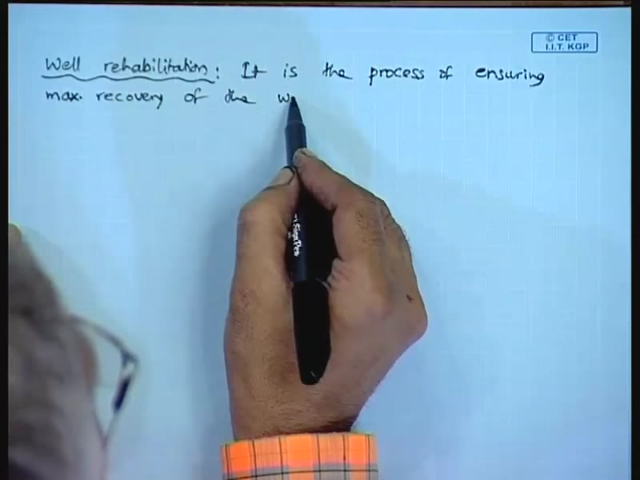 © CET
I.I.T. KGP
Well rehabilitation: It is the process of ensuring
max. recovery of the w